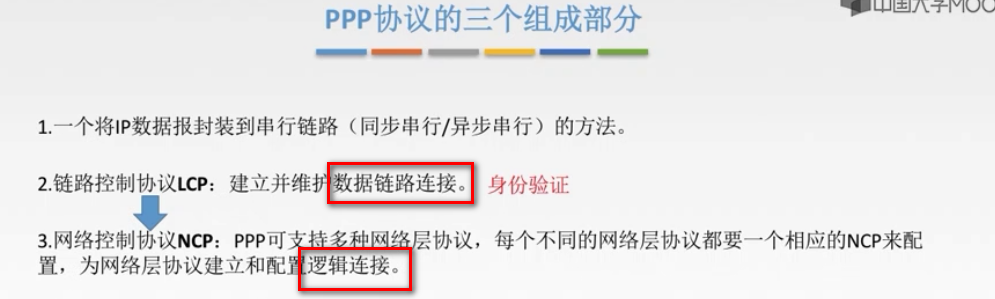 中国大学MOO
PPP协议的三个组成部分
1.一个将IP数据报封装到串行链路（同步串行/异步串行）的方法。
2.链路控制协议LCP：建立并维护数据链路连接。 身份验证
3.网络控制协议NCP：PPP可支持多种网络层协议，每个不同的网络层协议都要一个相应的NCP来配
置，为网络层协议建立和配置逻辑连接。